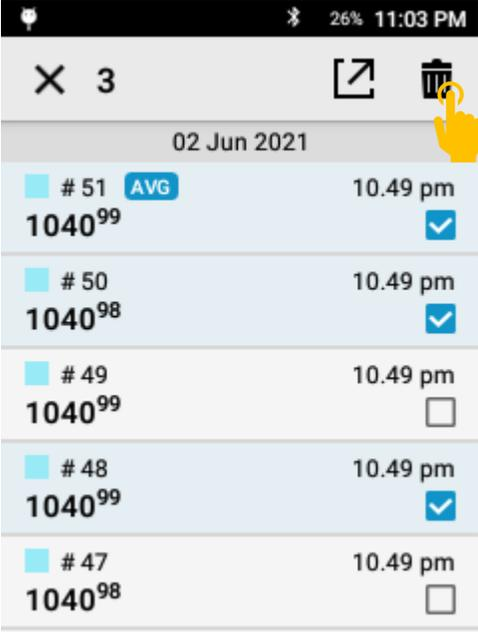 26% 11:03 PM
3
02 Jun 2021
# 51 AVG 10.49 pm
1040⁹⁹
# 50 10.49 pm
1040⁹⁸
# 49 10.49 pm
1040⁹⁹
# 48 10.49 pm
1040⁹⁹
# 47 10.49 pm
1040⁹⁸